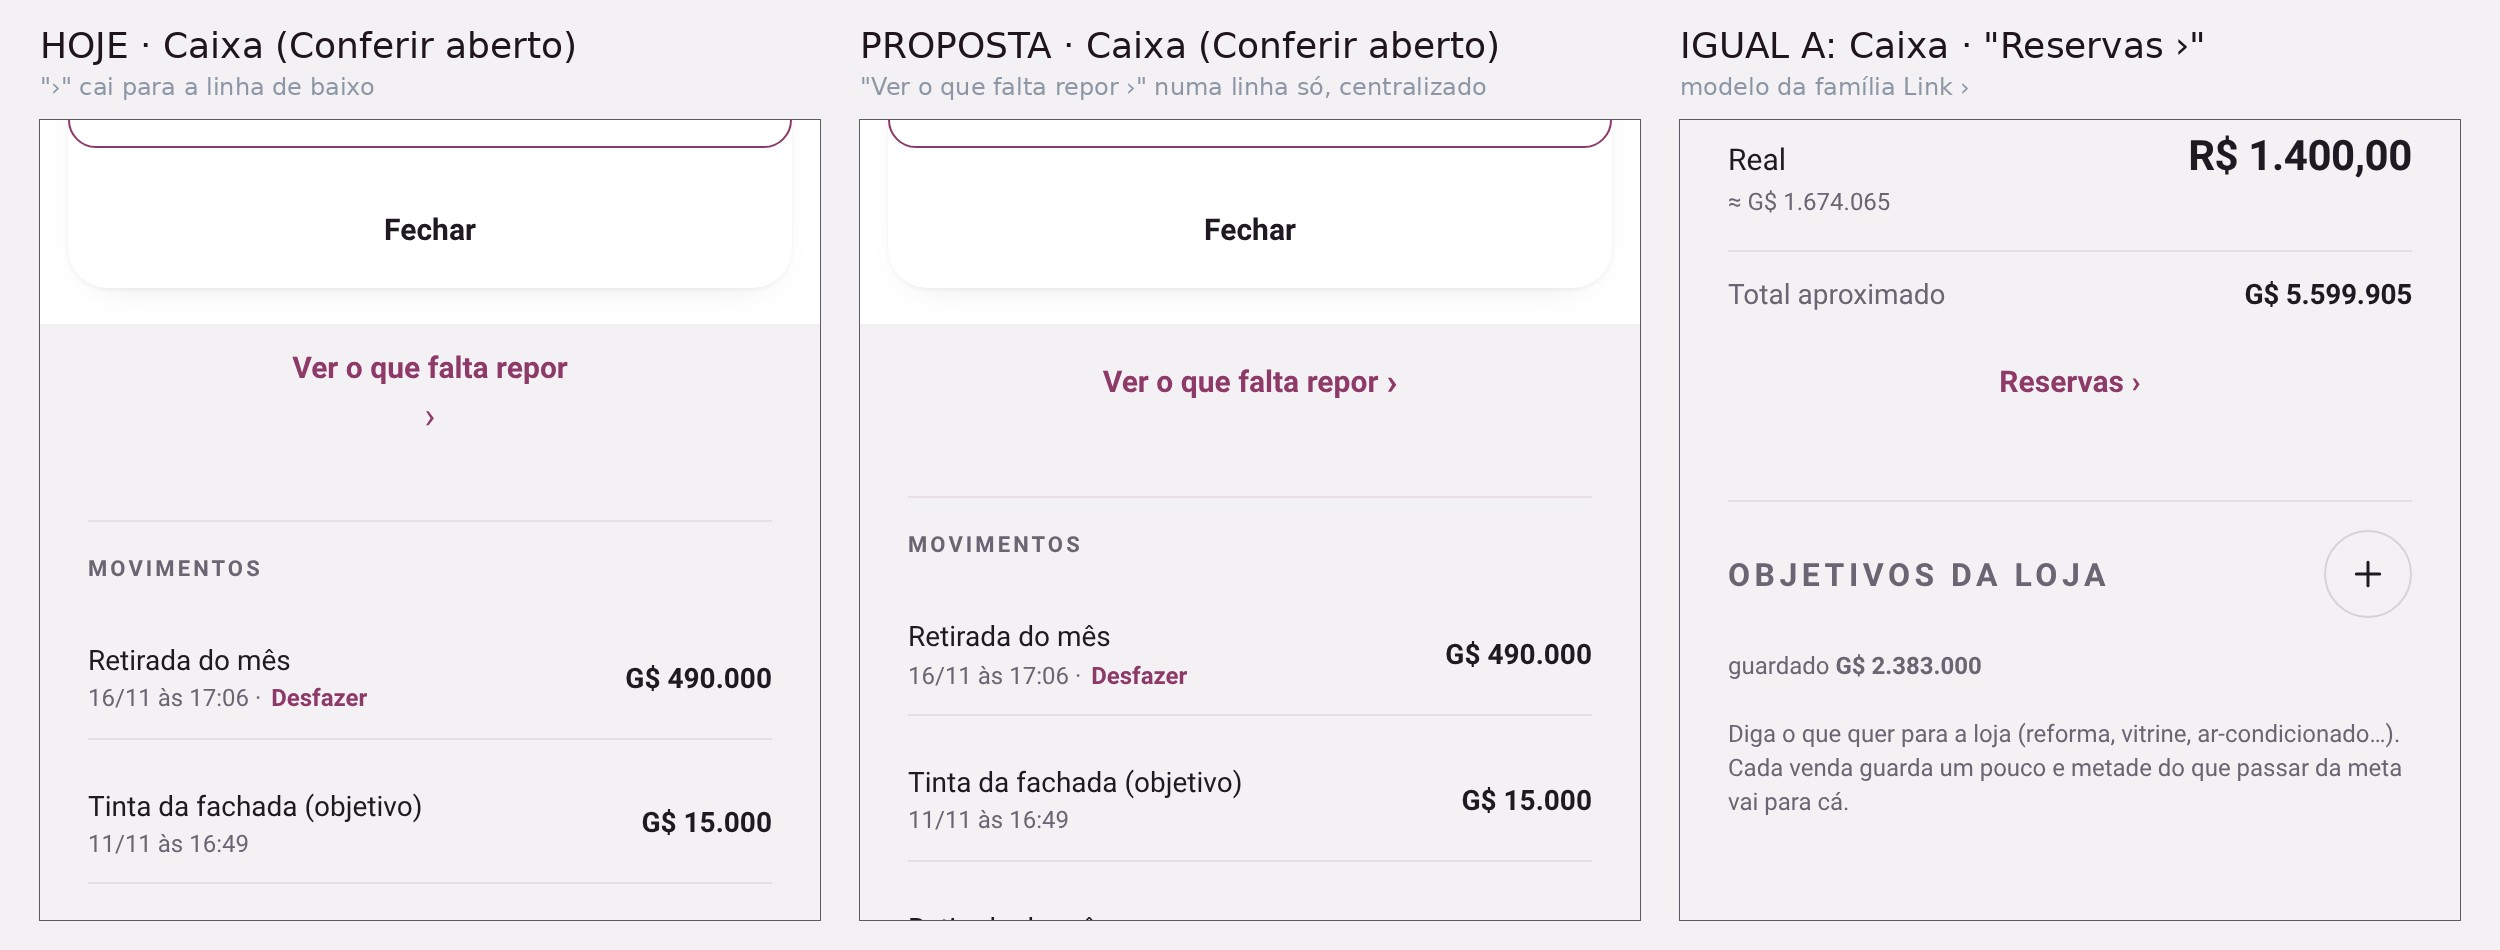 HOJE · Caixa (Conferir aberto)
"›" cai para a linha de baixo
Fechar
Ver o que falta repor
›
MOVIMENTOS
Retirada do mês
16/11 às 17:06 · Desfazer
G$ 490.000
Tinta da fachada (objetivo)
11/11 às 16:49
G$ 15.000
PROPOSTA · Caixa (Conferir aberto)
"Ver o que falta repor ›" numa linha só, centralizado
Fechar
Ver o que falta repor ›
MOVIMENTOS
Retirada do mês
16/11 às 17:06 · Desfazer
G$ 490.000
Tinta da fachada (objetivo)
11/11 às 16:49
G$ 15.000
IGUAL A: Caixa · "Reservas ›"
modelo da família Link ›
Real
R$ 1.400,00
≈ G$ 1.674.065
Total aproximado
G$ 5.599.905
Reservas ›
OBJETIVOS DA LOJA
+
guardado G$ 2.383.000
Diga o que quer para a loja (reforma, vitrine, ar-condicionado…).
Cada venda guarda um pouco e metade do que passar da meta
vai para cá.